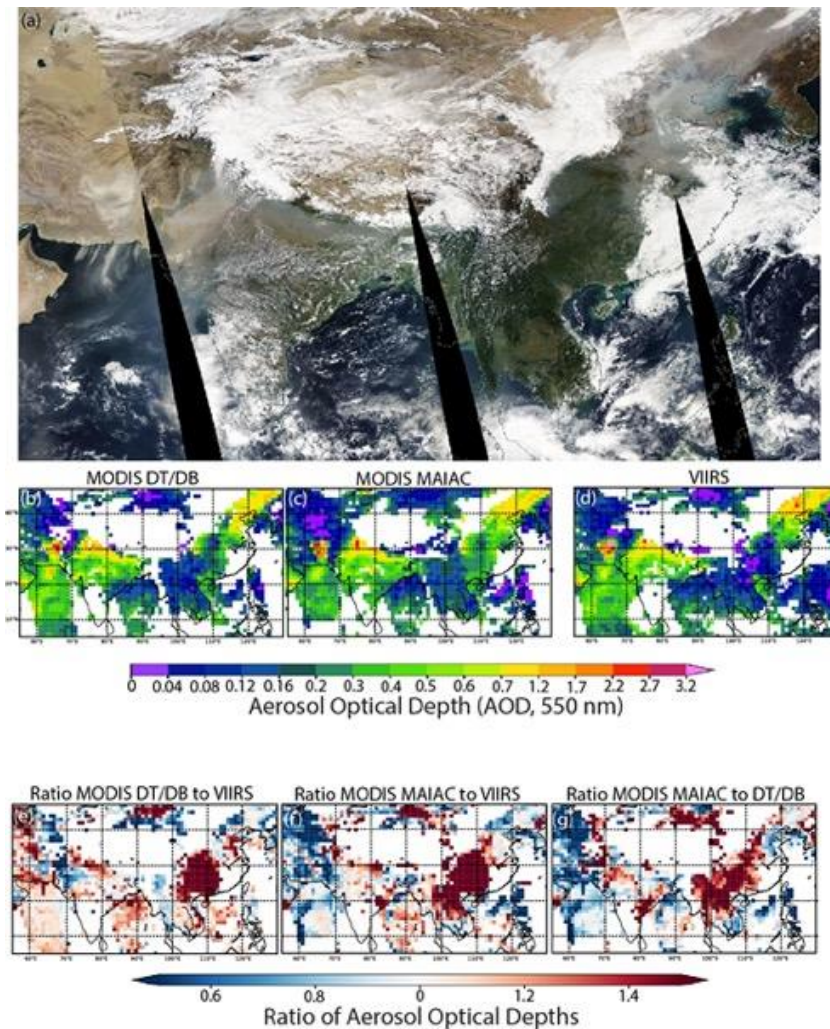 (a)
MODIS DT/DB
MODIS MAIAC
VIIRS
(b)
(c)
(d)
0 0.04 0.08 0.12 0.16 0.2 0.3 0.4 0.5 0.6 0.7 1.2 1.7 2.2 2.7 3.2
Aerosol Optical Depth (AOD, 550 nm)
Ratio MODIS DT/DB to VIIRS
Ratio MODIS MAIAC to VIIRS
Ratio MODIS MAIAC to DT/DB
(e)
(f)
(g)
0.6 0.8 0 1.2 1.4
Ratio of Aerosol Optical Depths